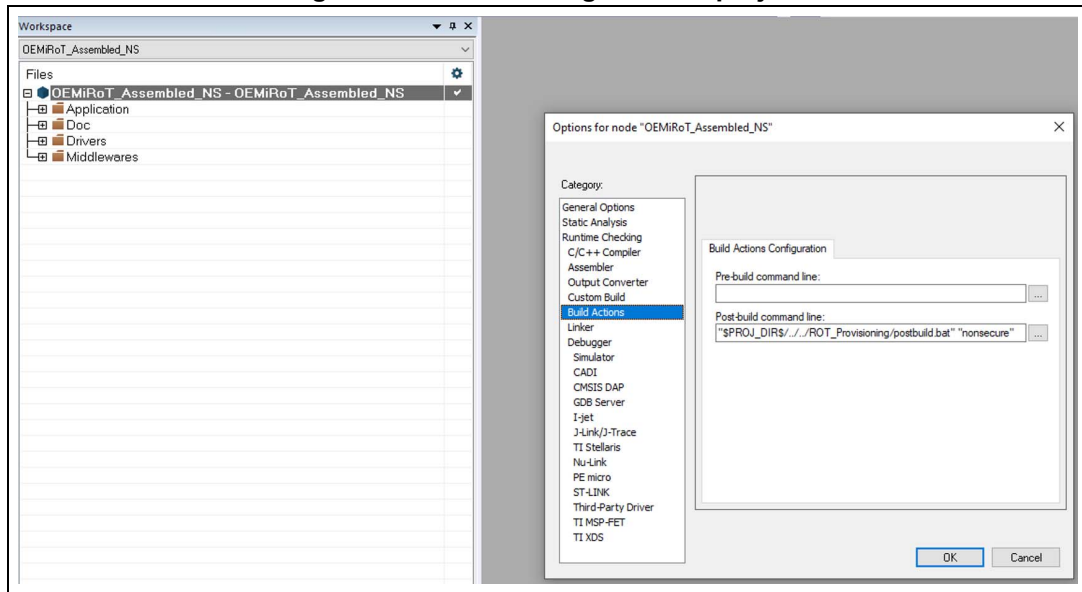 Workspace
OEMiRoT_Assembled_NS
Files
OEMiRoT_Assembled_NS - OEMiRoT_Assembled_NS
Application
Doc
Drivers
Middlewares
Options for node "OEMiRoT_Assembled_NS"
Category:
General Options
Static Analysis
Runtime Checking
C/C++ Compiler
Assembler
Output Converter
Custom Build
Build Actions
Linker
Debugger
Simulator
CADI
CMSIS DAP
GDB Server
I-jet
J-Link/J-Trace
TI Stellaris
Nu-Link
PE micro
ST-LINK
Third-Party Driver
TI MSP-FET
TI XDS
Build Actions Configuration
Pre-build command line:
...
Post-build command line:
"$PROJ_DIR$/../../ROT_Provisioning/postbuild.bat" "nonsecure"
...
OK
Cancel